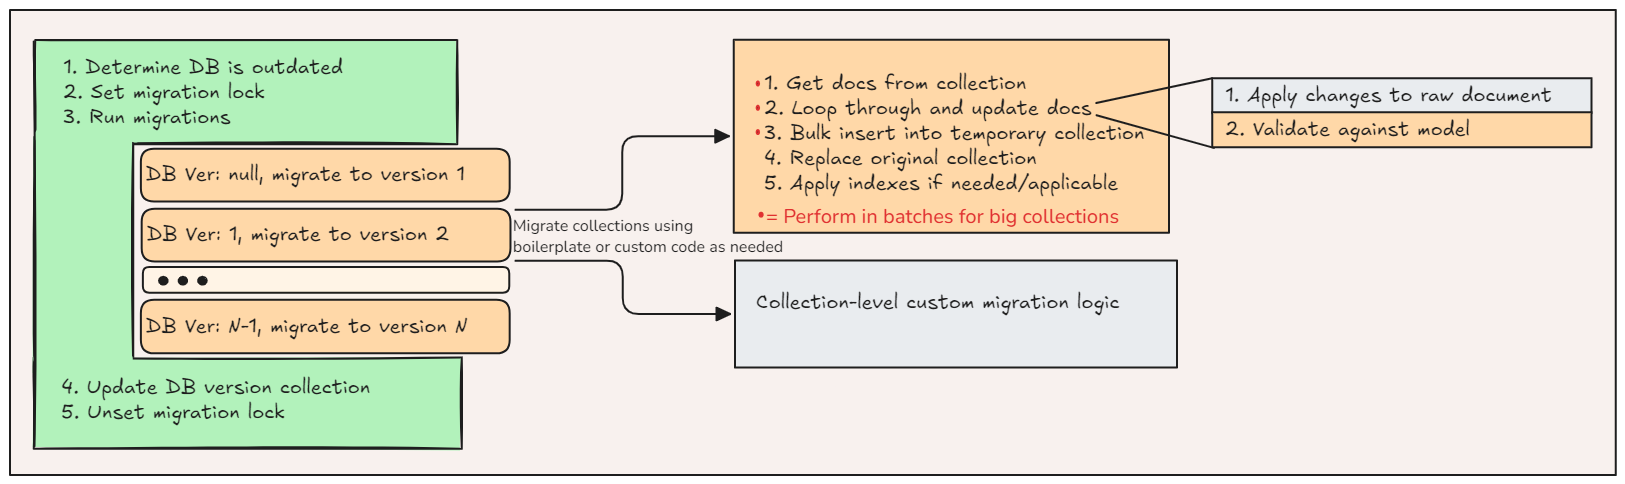 1. Determine DB is outdated
2. Set migration lock
3. Run migrations
DB Ver: null, migrate to version 1
DB Ver: 1, migrate to version 2
DB Ver: N-1, migrate to version N
4. Update DB version collection
5. Unset migration lock
Migrate collections using
boilerplate or custom code as needed
•1. Get docs from collection
•2. Loop through and update docs
•3. Bulk insert into temporary collection
4. Replace original collection
5. Apply indexes if needed/applicable
•= Perform in batches for big collections
Collection-level custom migration logic
1. Apply changes to raw document
2. Validate against model